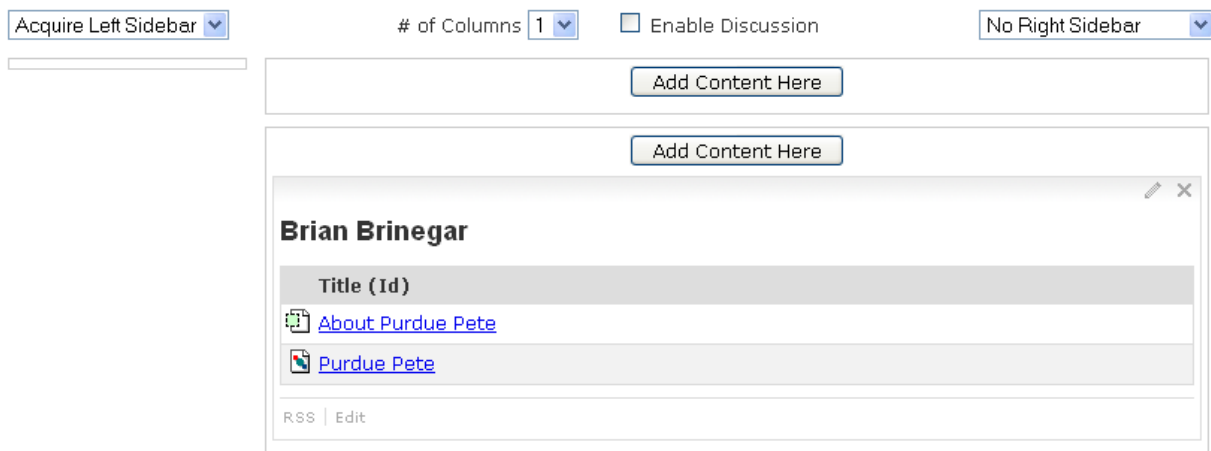 Acquire Left Sidebar # of Columns 1 Enable Discussion No Right Sidebar
Add Content Here
Add Content Here
Brian Brinegar
Title (Id)
About Purdue Pete
Purdue Pete
RSS | Edit